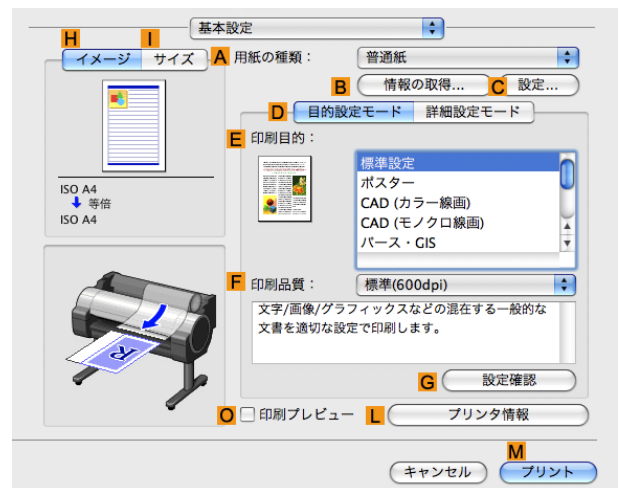 基本設定
H
I
イメージ
サイズ
A
用紙の種類：
普通紙
B
情報の取得...
C
設定...
D
目的設定モード
詳細設定モード
E
印刷目的：
標準設定
ポスター
CAD (カラー線画)
CAD (モノクロ線画)
パース・GIS
ISO A4
等倍
ISO A4
F
印刷品質：
標準(600dpi)
文字/画像/グラフィックスなどの混在する一般的な
文書を適切な設定で印刷します。
G
設定確認
O
印刷プレビュー
L
プリンタ情報
M
キャンセル
プリント
R